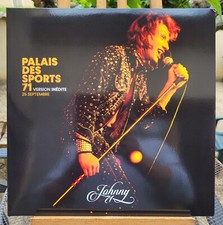 PALAIS
DES
SPORTS
71 VERSION INÉDITE
25 SEPTEMBRE
Johnny